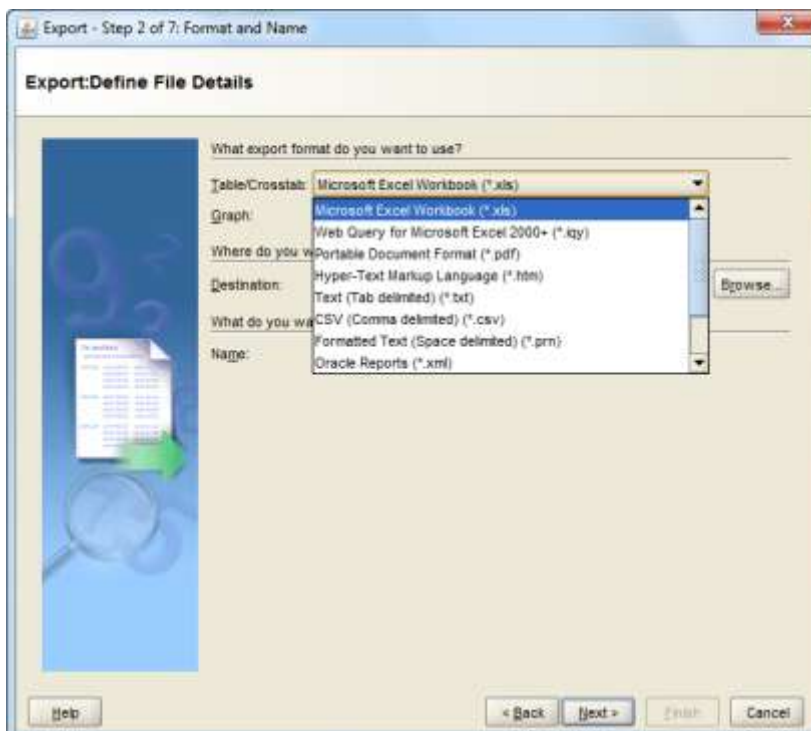 Export - Step 2 of 7: Format and Name
Export:Define File Details
What export format do you want to use?
Table/Crosstab: Microsoft Excel Workbook (*.xls)
Graph:
Microsoft Excel Workbook (*.xls)
Web Query for Microsoft Excel 2000+ (*.iqy)
Where do you w
Portable Document Format (*.pdf)
Hyper-Text Markup Language (*.htm)
Destination:
Browse...
Text (Tab delimited) (*.txt)
What do you wa
CSV (Comma delimited) (*.csv)
Formatted Text (Space delimited) (*.prn)
Name:
Oracle Reports (*.xml)
Help
< Back
Next >
Finish
Cancel